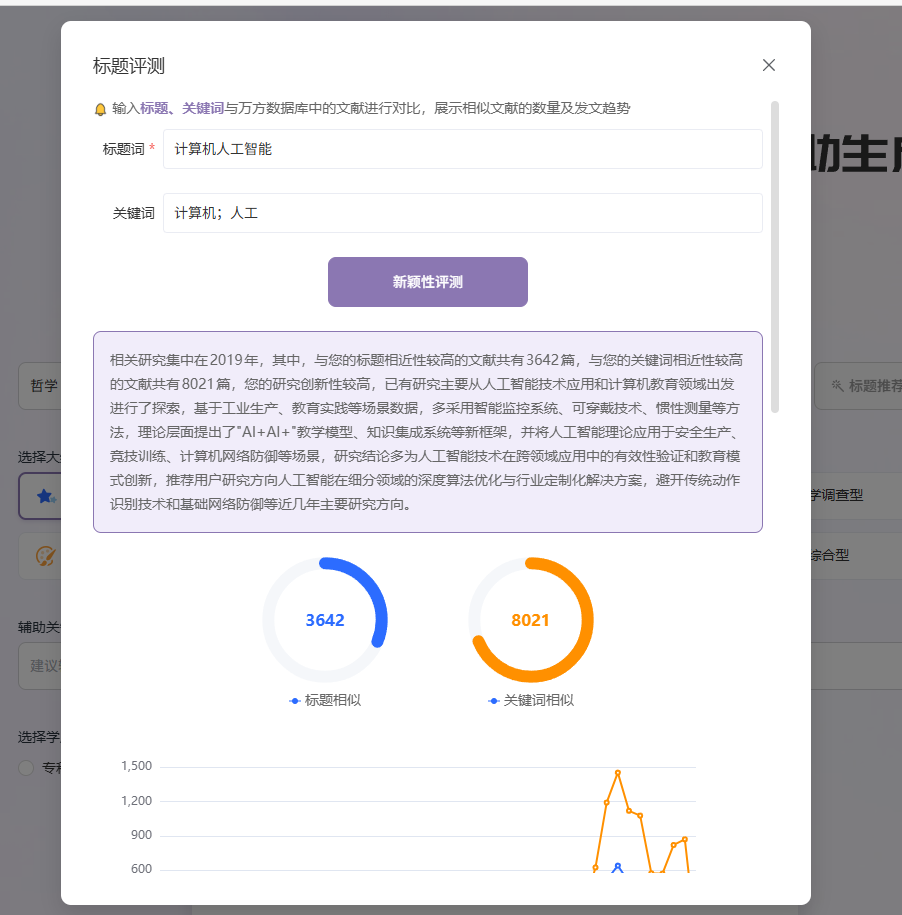 标题评测
输入标题、关键词与万方数据库中的文献进行对比，展示相似文献的数量及发文趋势
标题词 *
计算机人工智能
关键词
计算机；人工
新颖性评测
相关研究集中在2019年，其中，与您的标题相近性较高的文献共有3642篇，与您的关键词相近性较高
的文献共有8021篇，您的研究创新性较高，已有研究主要从人工智能技术应用和计算机教育领域出发
进行了探索，基于工业生产、教育实践等场景数据，多采用智能监控系统、可穿戴技术、惯性测量等方
法，理论层面提出了"AI+AI+"教学模型、知识集成系统等新框架，并将人工智能理论应用于安全生产、
竞技训练、计算机网络防御等场景，研究结论多为人工智能技术在跨领域应用中的有效性验证和教育模
式创新，推荐用户研究方向人工智能在细分领域的深度算法优化与行业定制化解决方案，避开传统动作
识别技术和基础网络防御等近几年主要研究方向。
3642
8021
标题相似
关键词相似
1,500
1,200
900
600
助生
哲学
标题推荐
选择大
学调查型
综合型
辅助关
建议
选择学
专